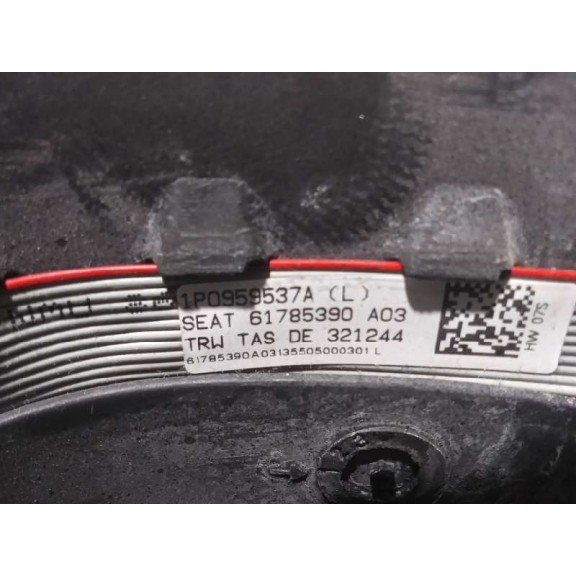 1P0959537A (L)
SEAT 61785390 A03
TRW TAS DE 321244
61785390A03135505000301 L
HW 07S